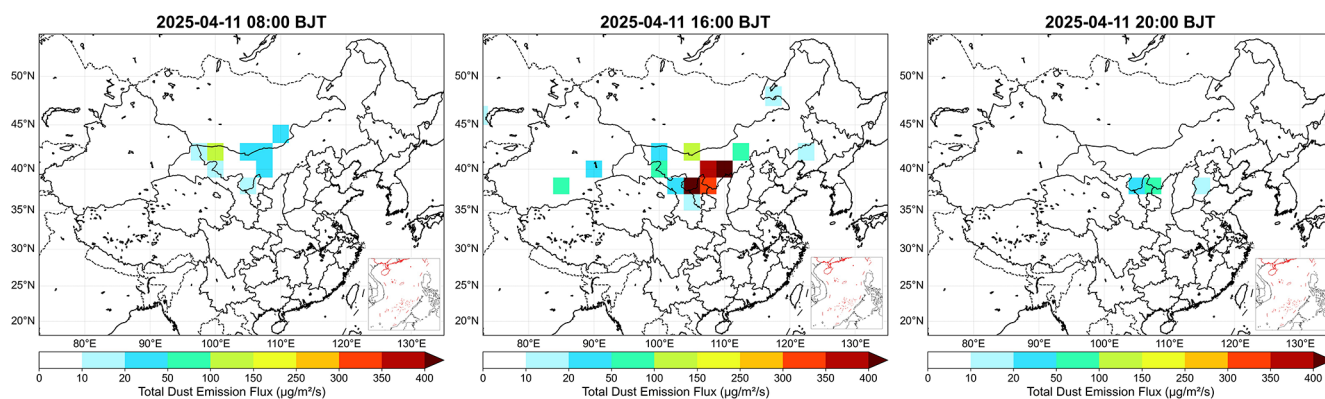 2025-04-11 08:00 BJT
50°N
45°N
40°N
35°N
30°N
25°N
20°N
80°E 90°E 100°E 110°E 120°E 130°E
0 10 20 50 100 150 250 300 350 400
Total Dust Emission Flux (μg/m²/s)
2025-04-11 16:00 BJT
50°N
45°N
40°N
35°N
30°N
25°N
20°N
80°E 90°E 100°E 110°E 120°E 130°E
0 10 20 50 100 150 250 300 350 400
Total Dust Emission Flux (μg/m²/s)
2025-04-11 20:00 BJT
50°N
45°N
40°N
35°N
30°N
25°N
20°N
80°E 90°E 100°E 110°E 120°E 130°E
0 10 20 50 100 150 250 300 350 400
Total Dust Emission Flux (μg/m²/s)